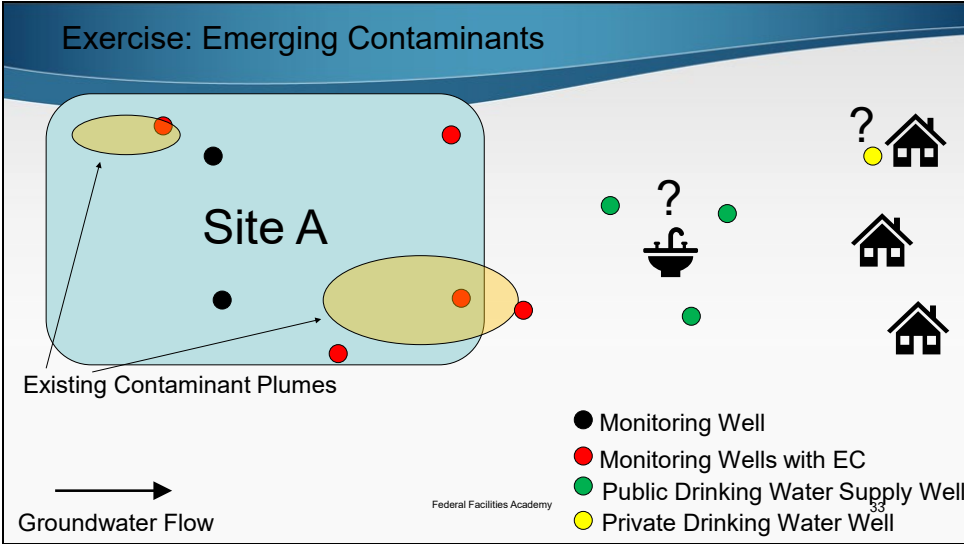 Exercise: Emerging Contaminants
?
?
Site A
Existing Contaminant Plumes
Monitoring Well
Monitoring Wells with EC
Public Drinking Water Supply Well
Private Drinking Water Well
Groundwater Flow
Federal Facilities Academy
33